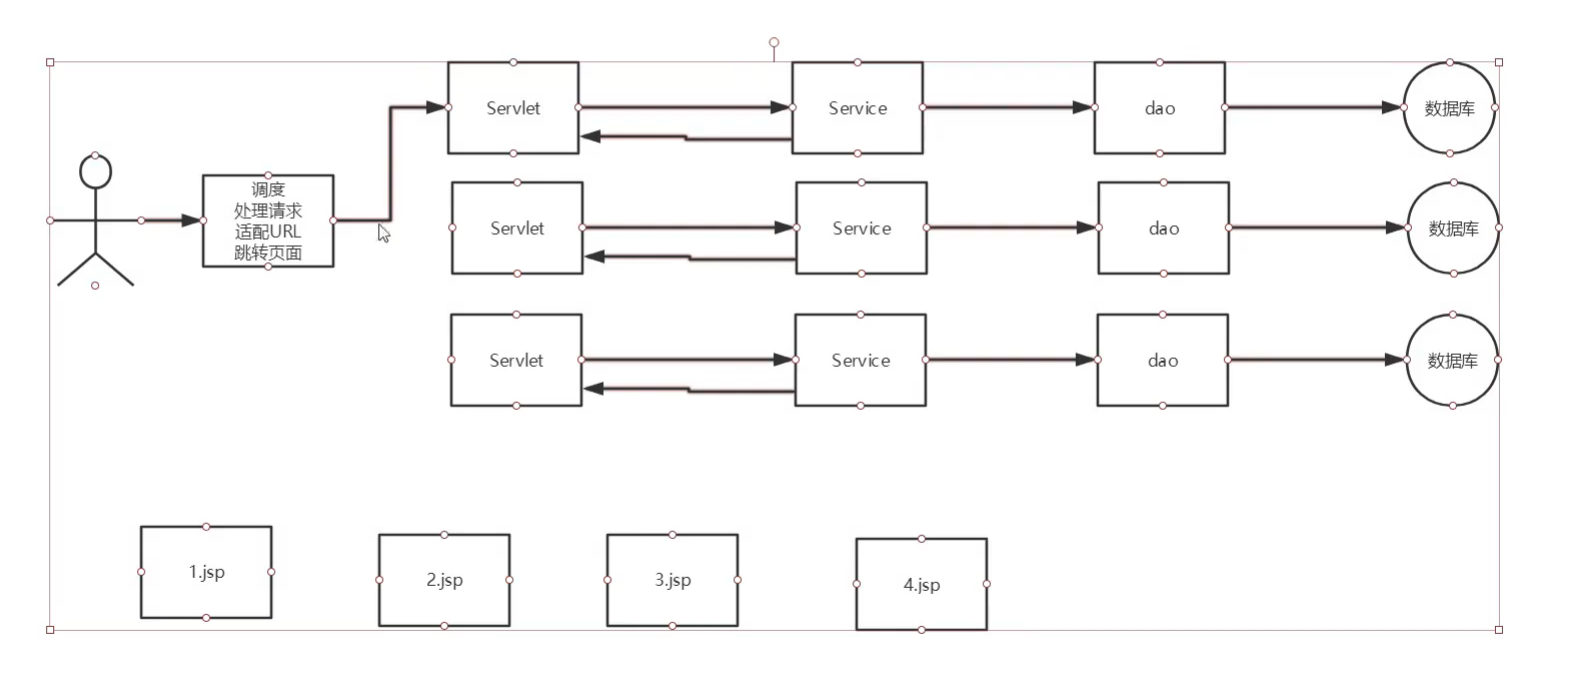 Servlet
Service
dao
数据库
调度
处理请求
适配URL
跳转页面
Servlet
Service
dao
数据库
Servlet
Service
dao
数据库
1.jsp
2.jsp
3.jsp
4.jsp